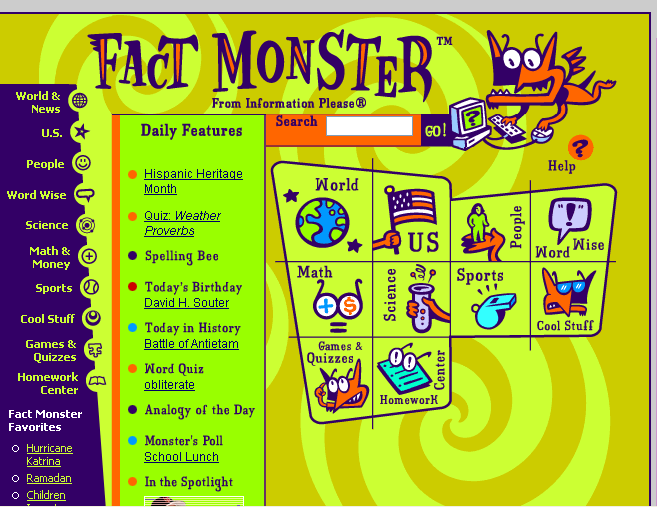 FACT MONSTER™
From Information Please®
World &
News
U.S.
People
Word Wise
Science
Math &
Money
Sports
Cool Stuff
Games &
Quizzes
Homework
Center
Fact Monster
Favorites
Hurricane
Katrina
Ramadan
Children
Daily Features
Hispanic Heritage
Month
Quiz: Weather
Proverbs
Spelling Bee
Today's Birthday
David H. Souter
Today in History
Battle of Antietam
Word Quiz
obliterate
Analogy of the Day
Monster's Poll
School Lunch
In the Spotlight
Search
GO!
?
?
Help
World
US
People
Word Wise
!
Math
+ $
=
Science
Sports
Cool Stuff
Games &
Quizzes
Homework
Center